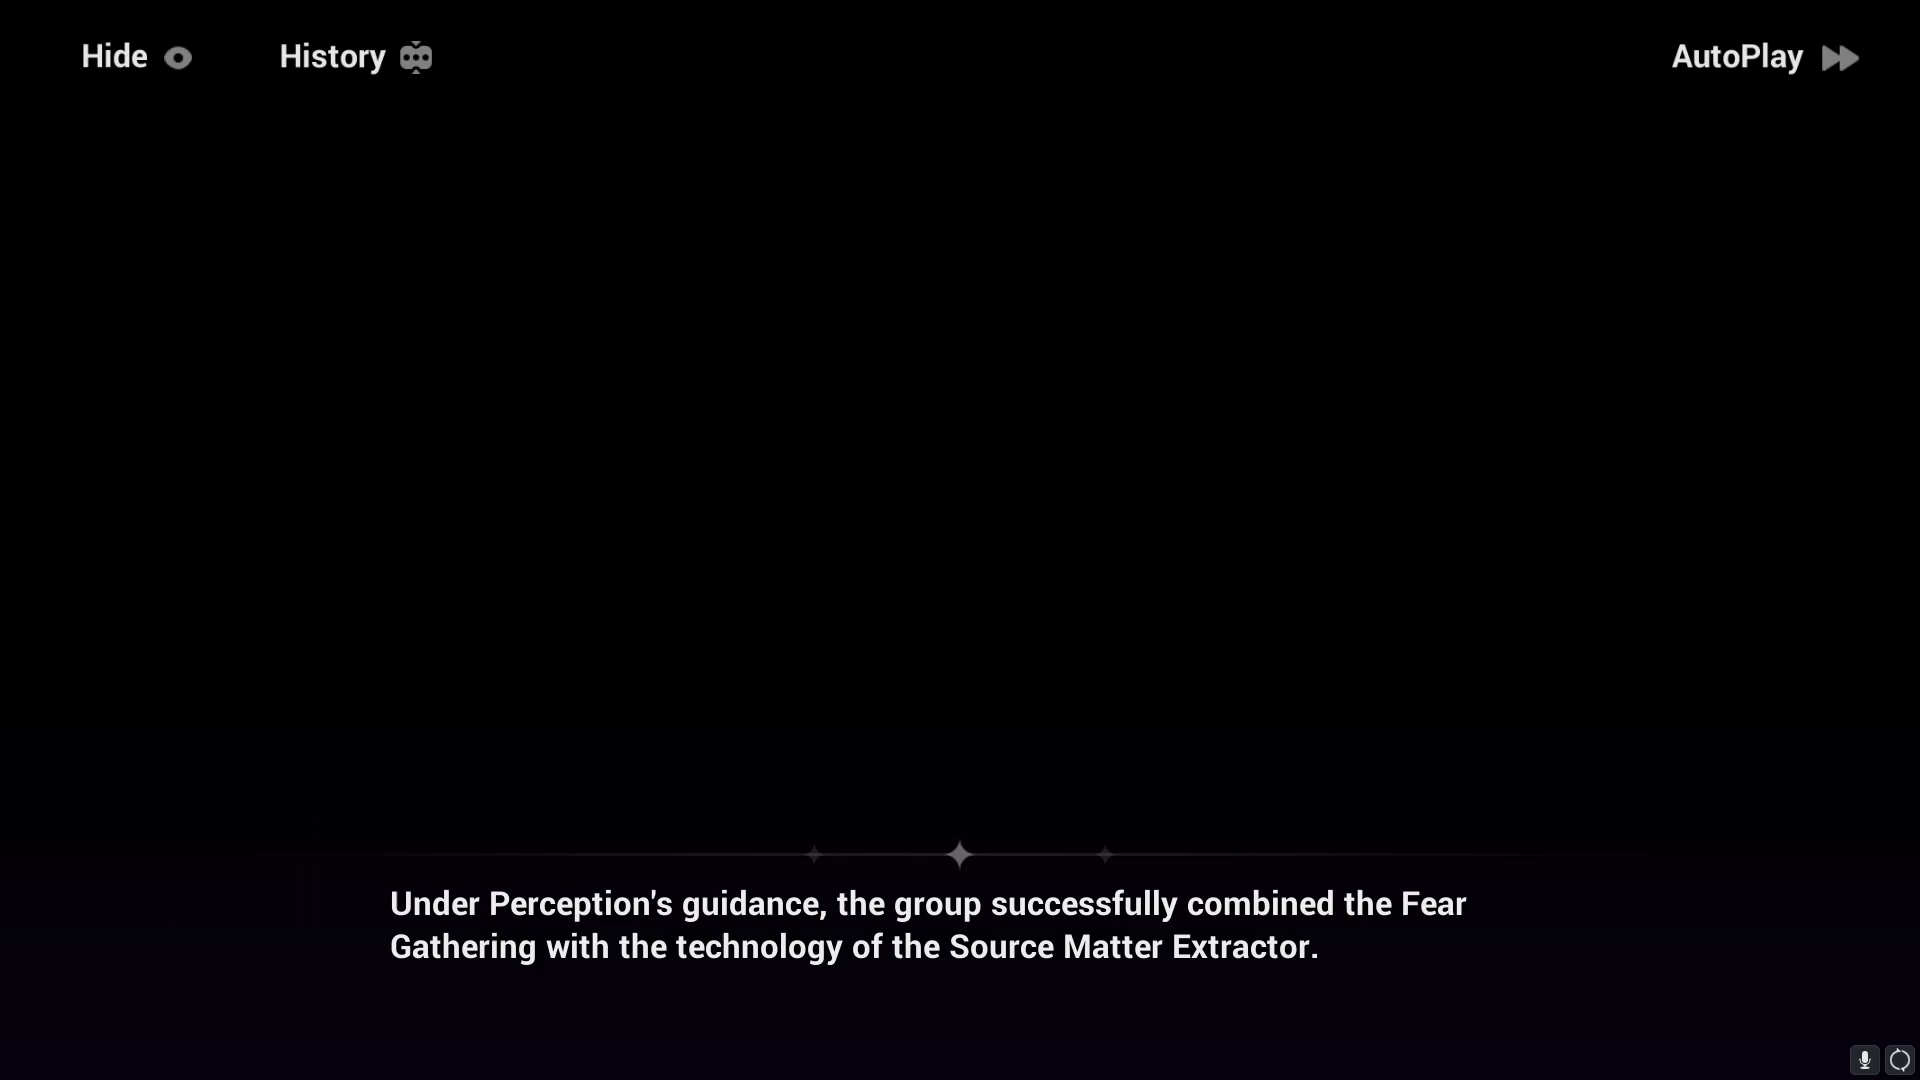 Hide
History
AutoPlay
Under Perception's guidance, the group successfully combined the Fear
Gathering with the technology of the Source Matter Extractor.